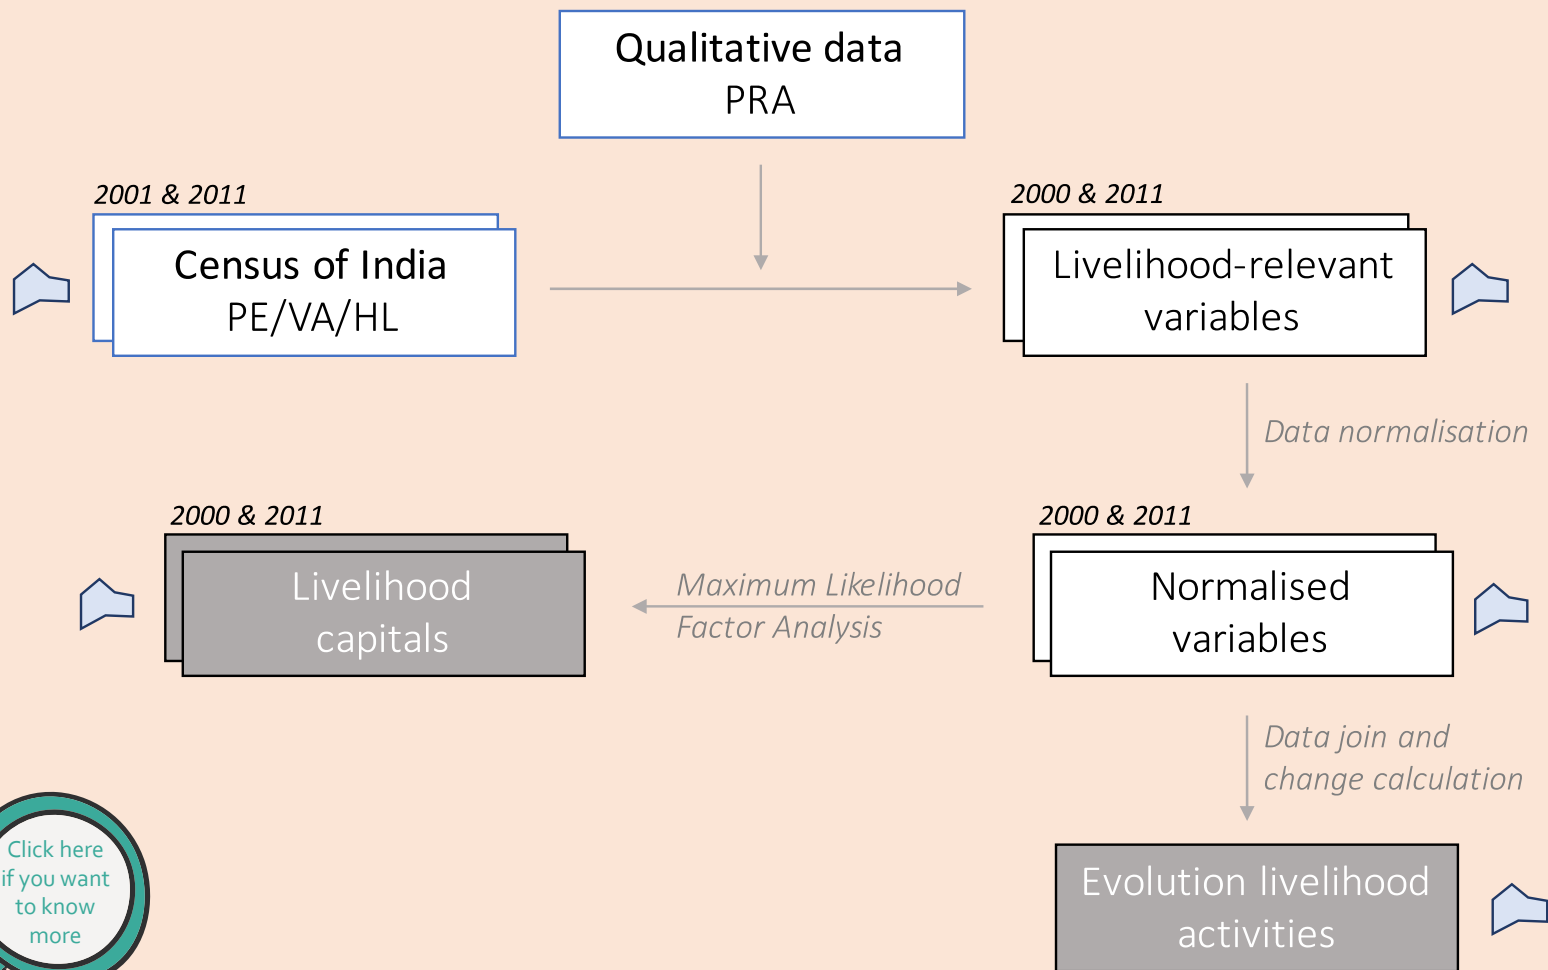 Qualitative data
PRA
2001 & 2011
Census of India
PE/VA/HL
2000 & 2011
Livelihood-relevant
variables
Data normalisation
2000 & 2011
Livelihood
capitals
Maximum Likelihood
Factor Analysis
2000 & 2011
Normalised
variables
Data join and
change calculation
Evolution livelihood
activities
Click here
if you want
to know
more